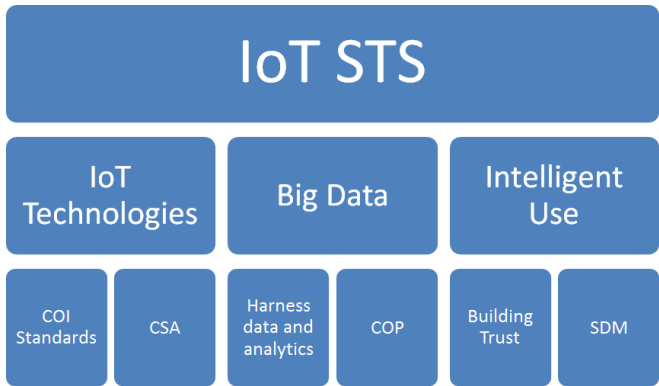 IoT STS
IoT
Technologies
Big Data
Intelligent
Use
COI
Standards
CSA
Harness
data and
analytics
COP
Building
Trust
SDM